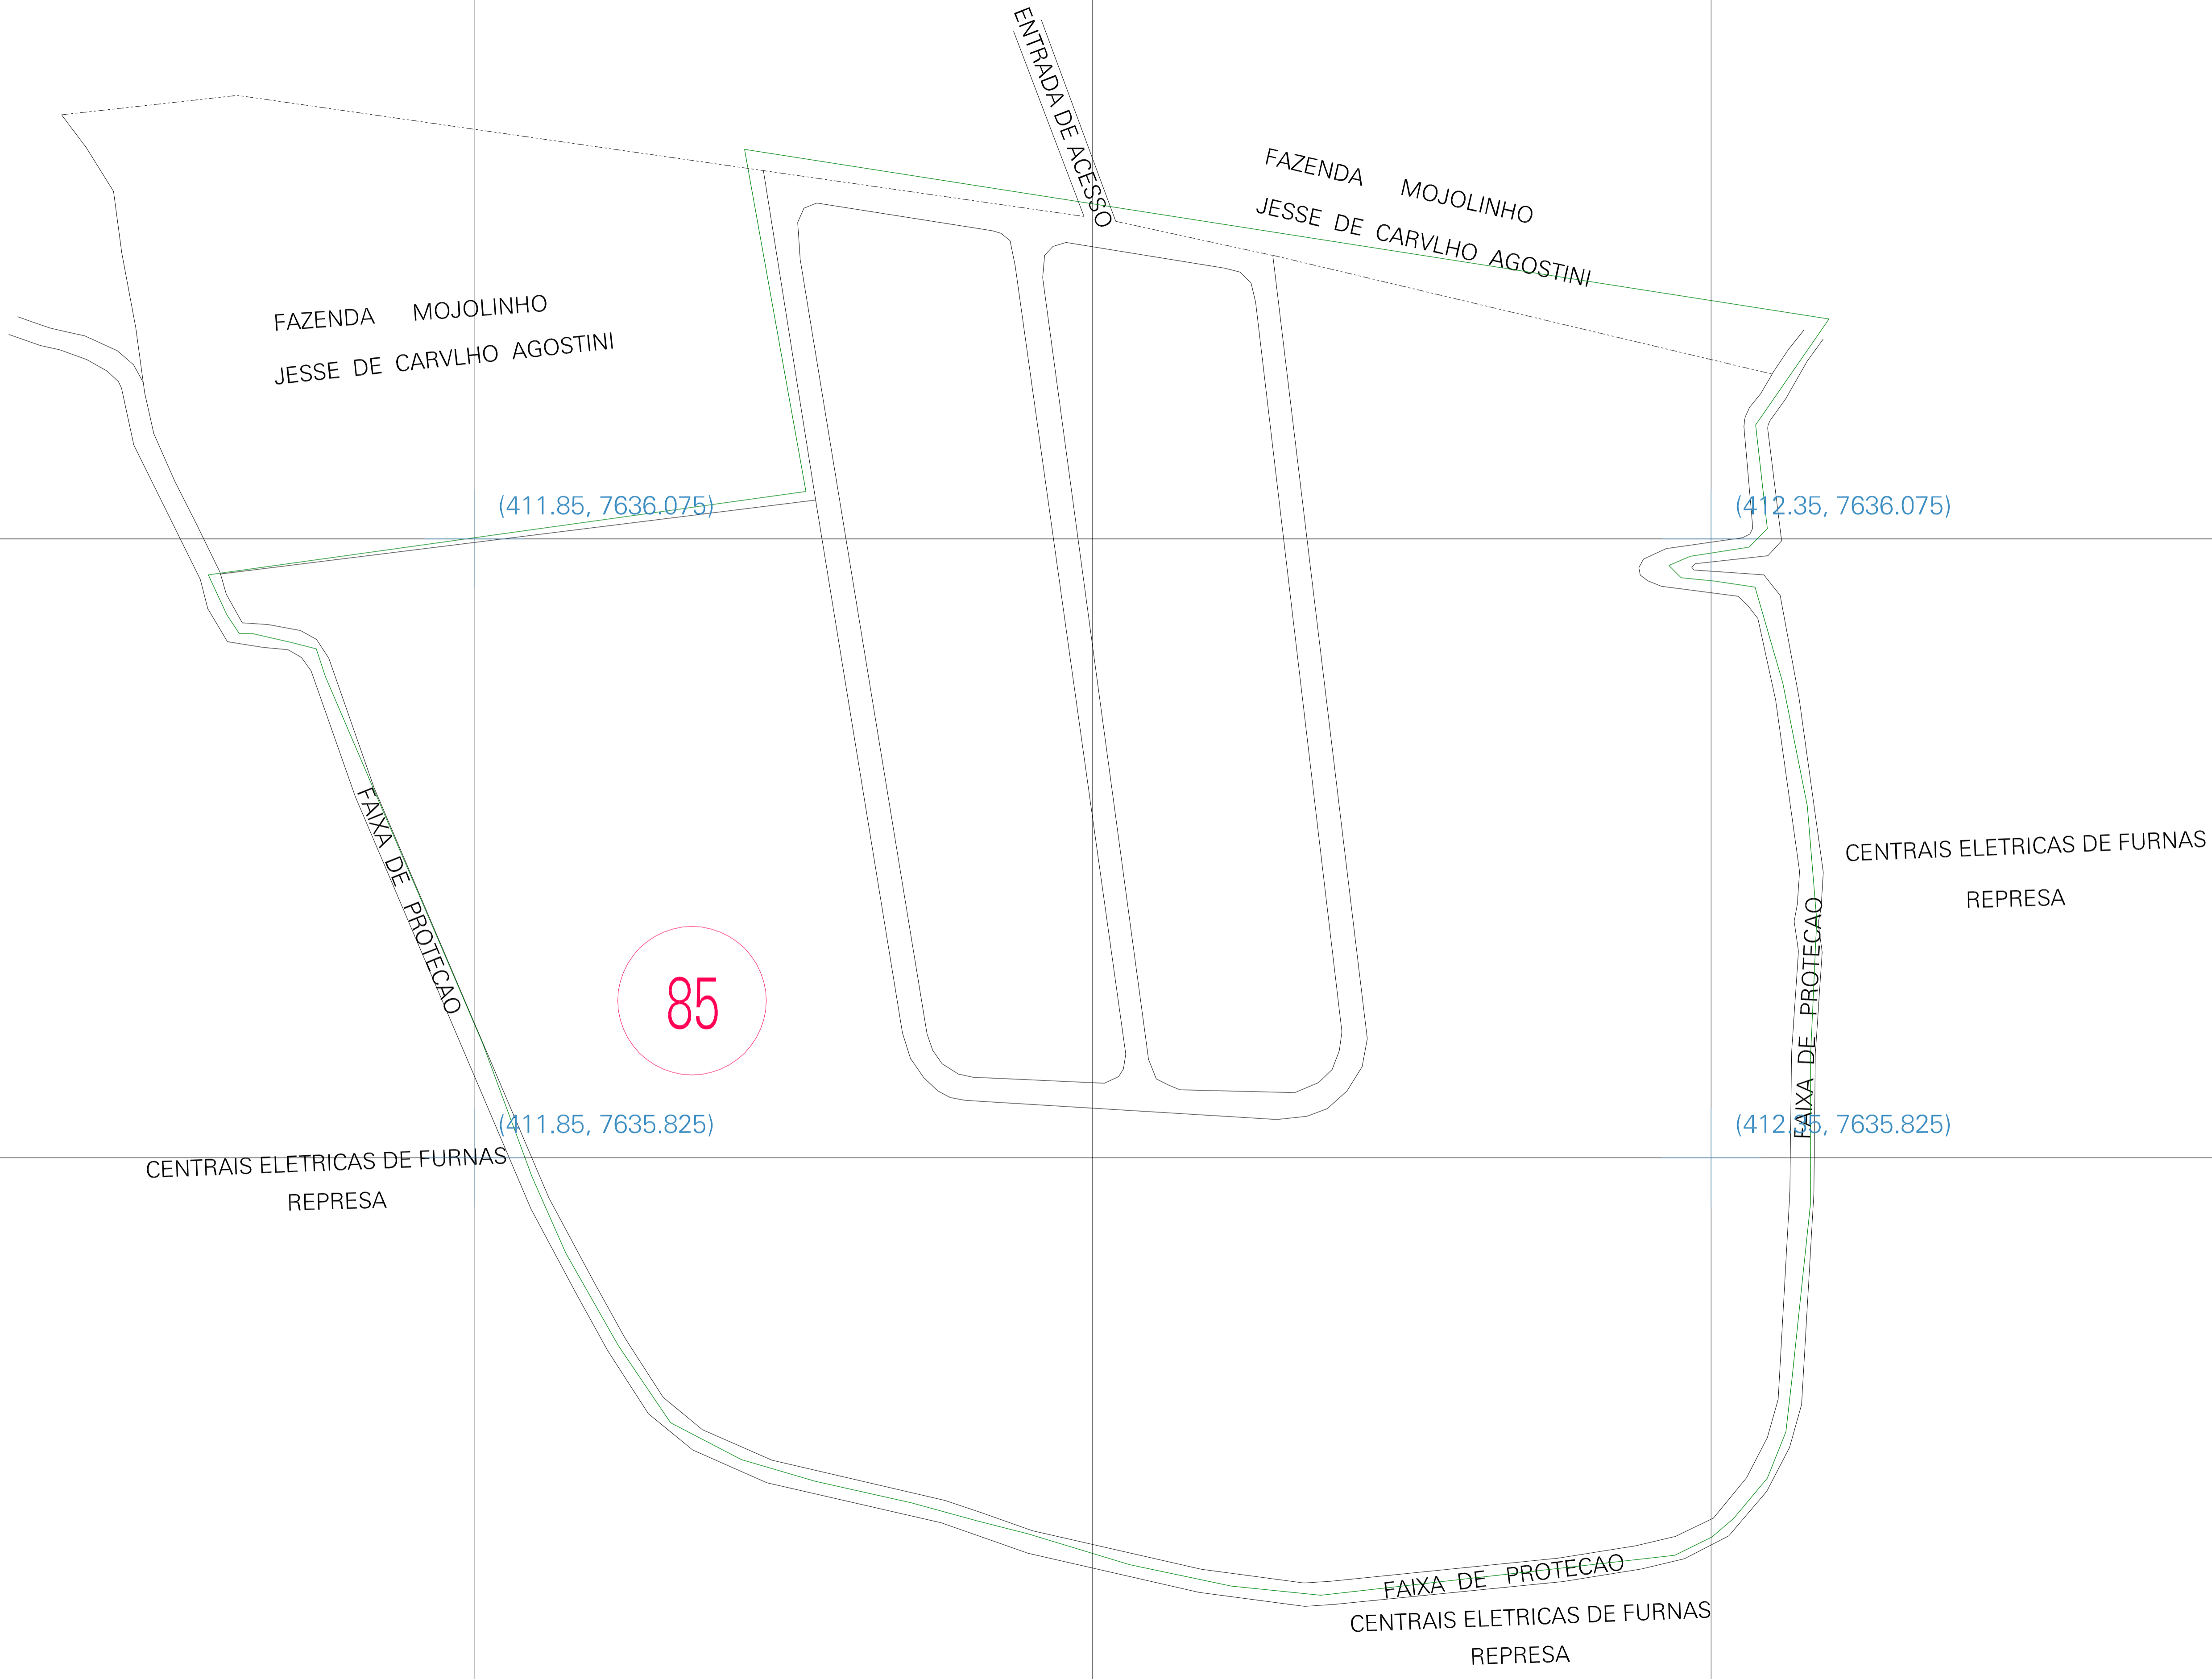 ENTRADA DE ACESSO
FAZENDA MOJOLINHO
JESSE DE CARVLHO AGOSTINI
FAZENDA MOJOLINHO
JESSE DE CARVLHO AGOSTINI
(411.85, 7636.075)
(412.35, 7636.075)
FAIXA DE PROTECAO
CENTRAIS ELETRICAS DE FURNAS
REPRESA
FAIXA DE PROTECAO
85
(411.85, 7635.825)
(412.35, 7635.825)
CENTRAIS ELETRICAS DE FURNAS
REPRESA
FAIXA DE PROTECAO
CENTRAIS ELETRICAS DE FURNAS
REPRESA